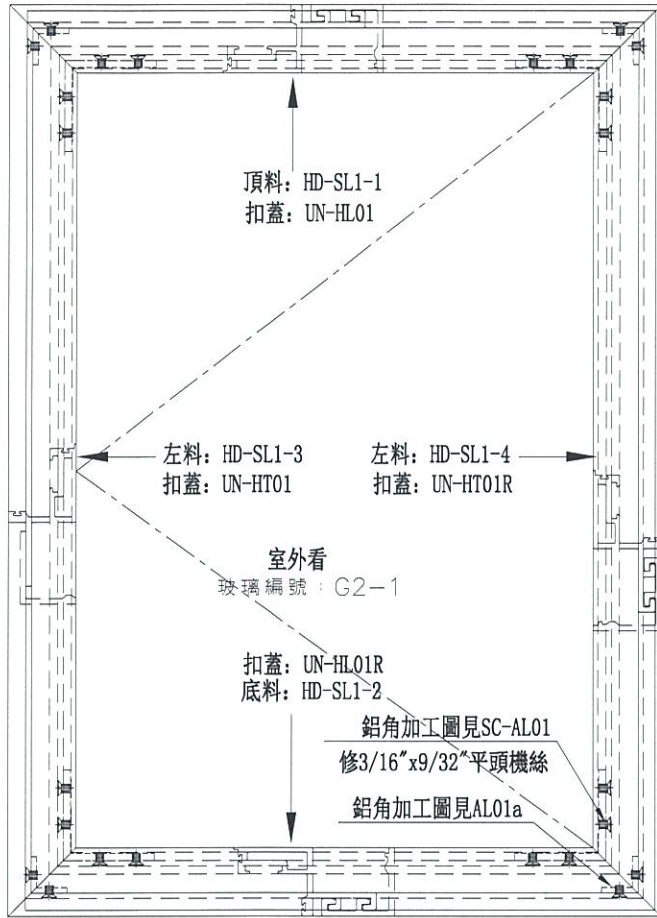 頂料: HD-SL1-1
扣蓋: UN-HL01
左料: HD-SL1-3
扣蓋: UN-HT01
左料: HD-SL1-4
扣蓋: UN-HT01R
室外看
玻璃編號：G2-1
扣蓋: UN-HL01R
底料: HD-SL1-2
鋁角加工圖見SC-AL01
修3/16"x9/32"平頭機絲
鋁角加工圖見AL01a